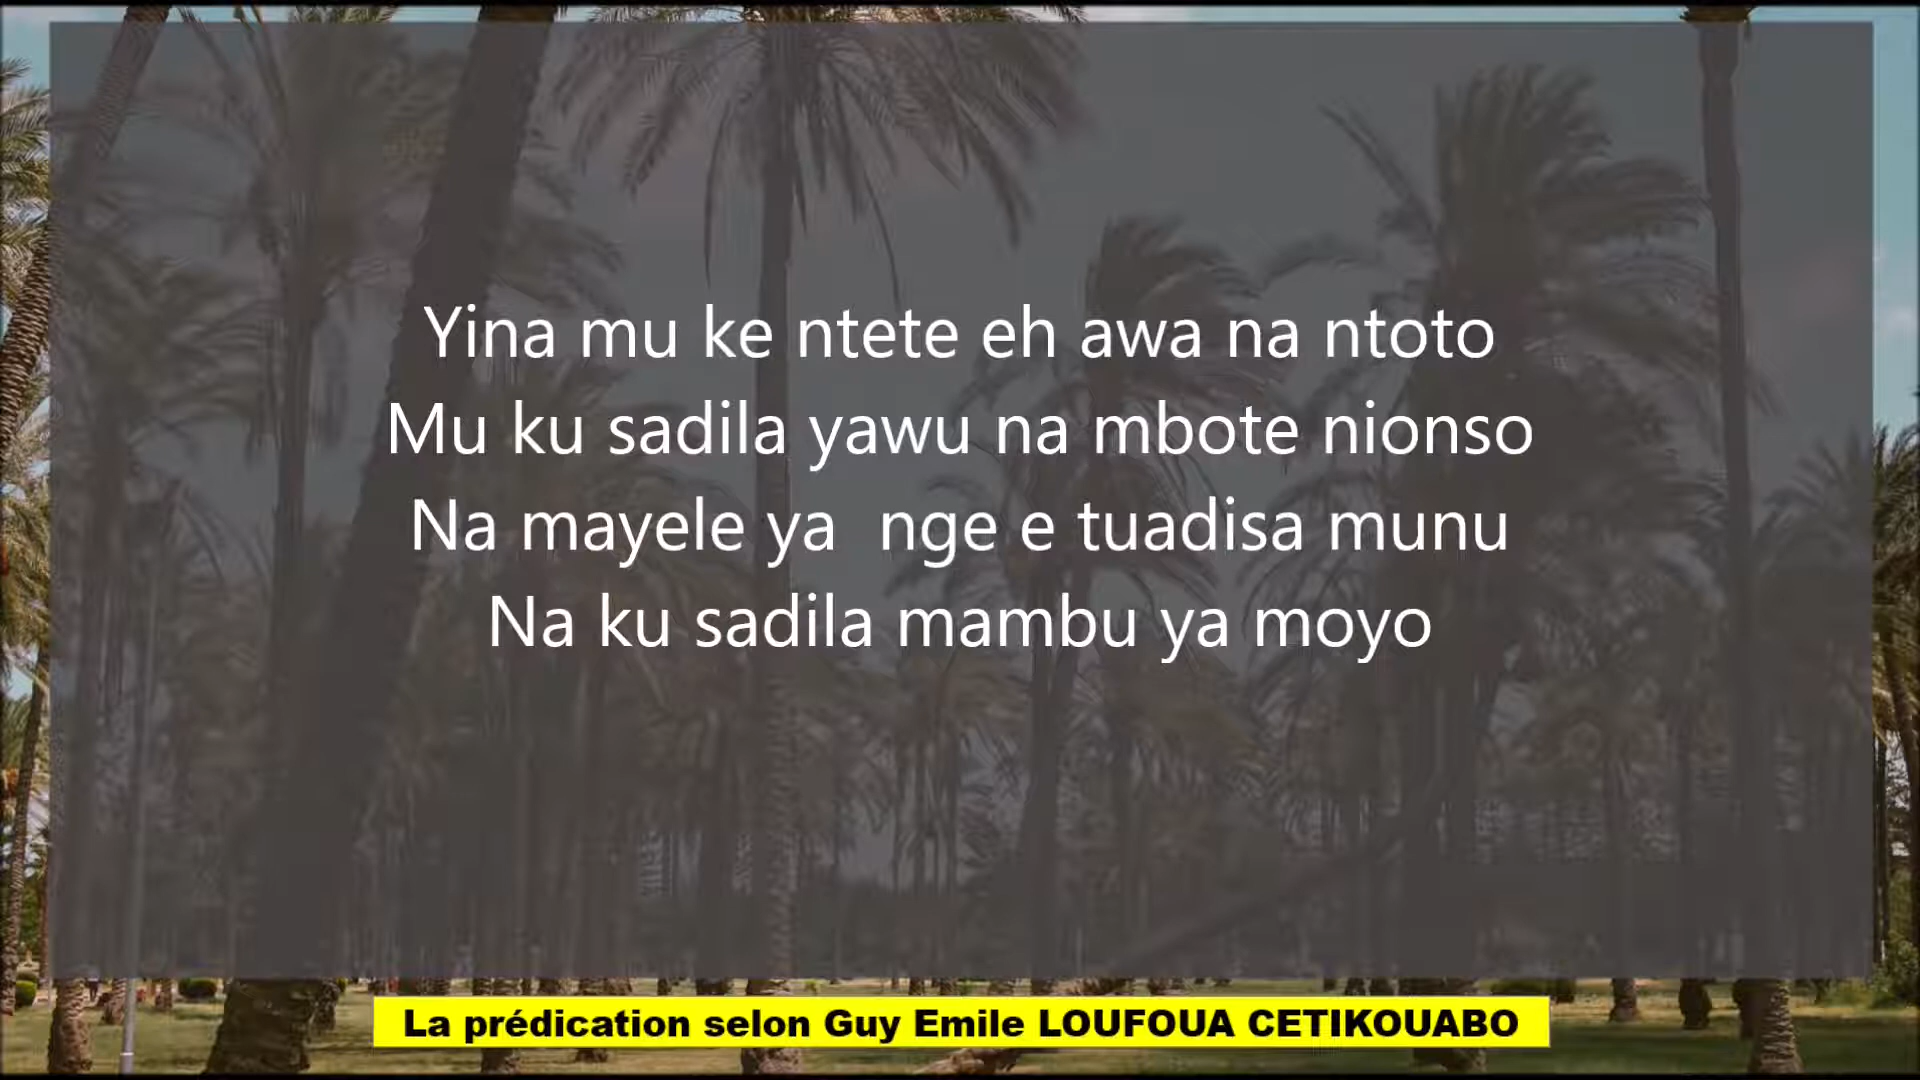 Yina mu ke ntete eh awa na ntoto
Mu ku sadila yawu na mbote nionso
Na mayele ya  nge e tuadisa munu
Na ku sadila mambu ya moyo
La prédication selon Guy Emile LOUFOUA CETIKOUABO